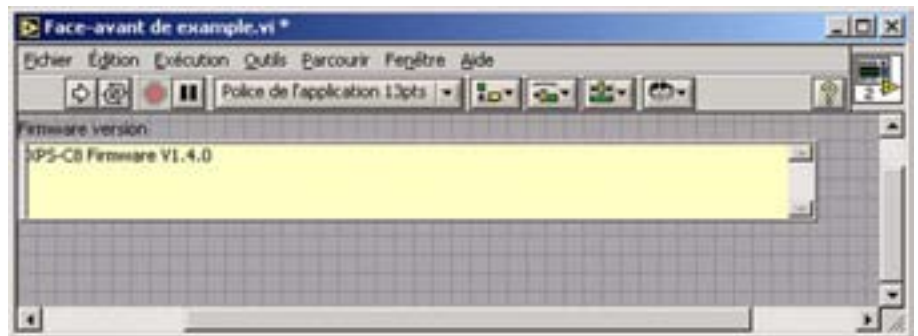 Face-avant de example.vi *
Fichier Édition Exécution Outils Parcourir Fenêtre Aide
Police de l'application 13pts
2
Firmware version
XPS-C8 Firmware V1.4.0